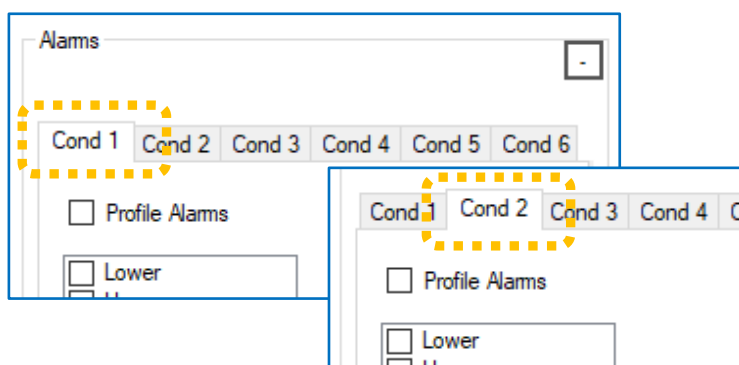 Alarms
-
Cond 1 Cond 2 Cond 3 Cond 4 Cond 5 Cond 6
Profile Alarms
Lower
Cond 1 Cond 2 Cond 3 Cond 4
Profile Alarms
Lower